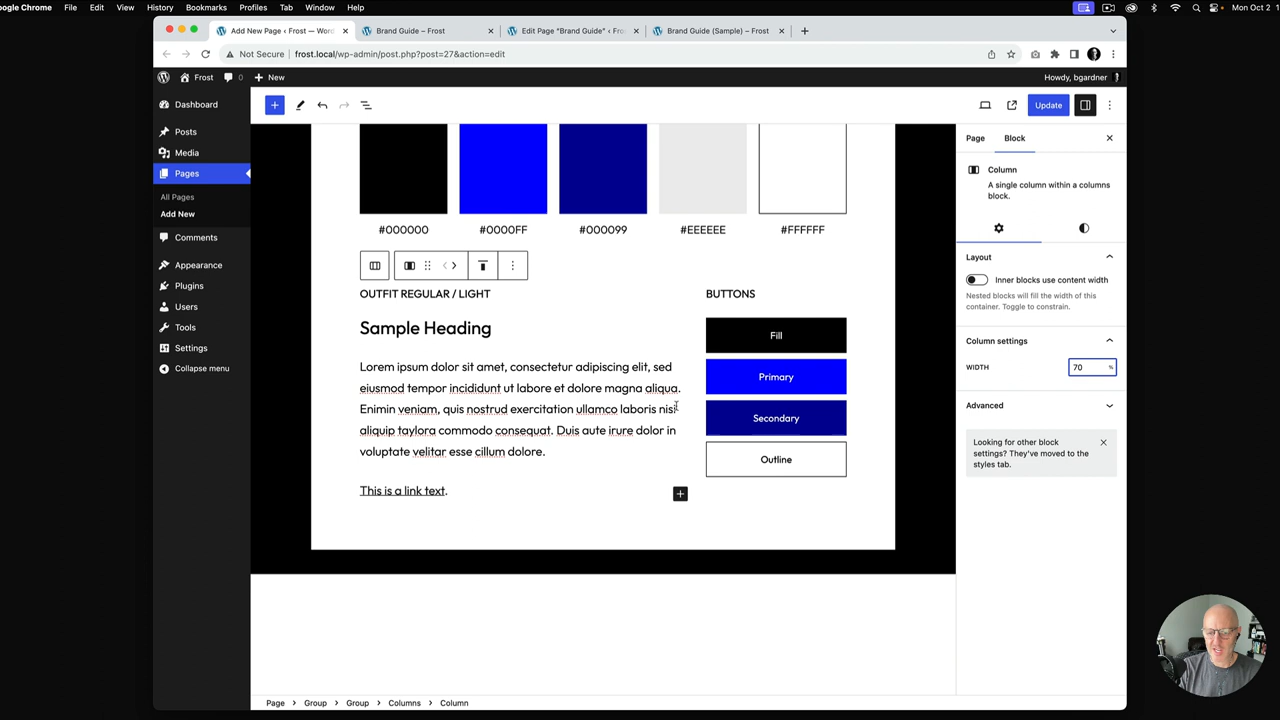 Google Chrome File Edit View History Bookmarks Profiles Tab Window Help Mon Oct 2
Add New Page ‹ Frost — Word Brand Guide – Frost Edit Page "Brand Guide" ‹ Fro Brand Guide (Sample) – Frost
Not Secure frost.local/wp-admin/post.php?post=27&action=edit
Frost 0 New Howdy, bgardner
Dashboard
Posts
Media
Pages
All Pages
Add New
Comments
Appearance
Plugins
Users
Tools
Settings
Collapse menu
Update
#000000 #0000FF #000099 #EEEEEE #FFFFFF
OUTFIT REGULAR / LIGHT
Sample Heading
Lorem ipsum dolor sit amet, consectetur adipiscing elit, sed
eiusmod tempor incididunt ut labore et dolore magna aliqua.
Enimin veniam, quis nostrud exercitation ullamco laboris nisi
aliquip taylora commodo consequat. Duis aute irure dolor in
voluptate velitar esse cillum dolore.
This is a link text.
BUTTONS
Fill
Primary
Secondary
Outline
Page Block
Column
A single column within a columns
block.
Layout
Inner blocks use content width
Nested blocks will fill the width of this
container. Toggle to constrain.
Column settings
WIDTH 70 %
Advanced
Looking for other block
settings? They've moved to the
styles tab.
Page Group Group Columns Column